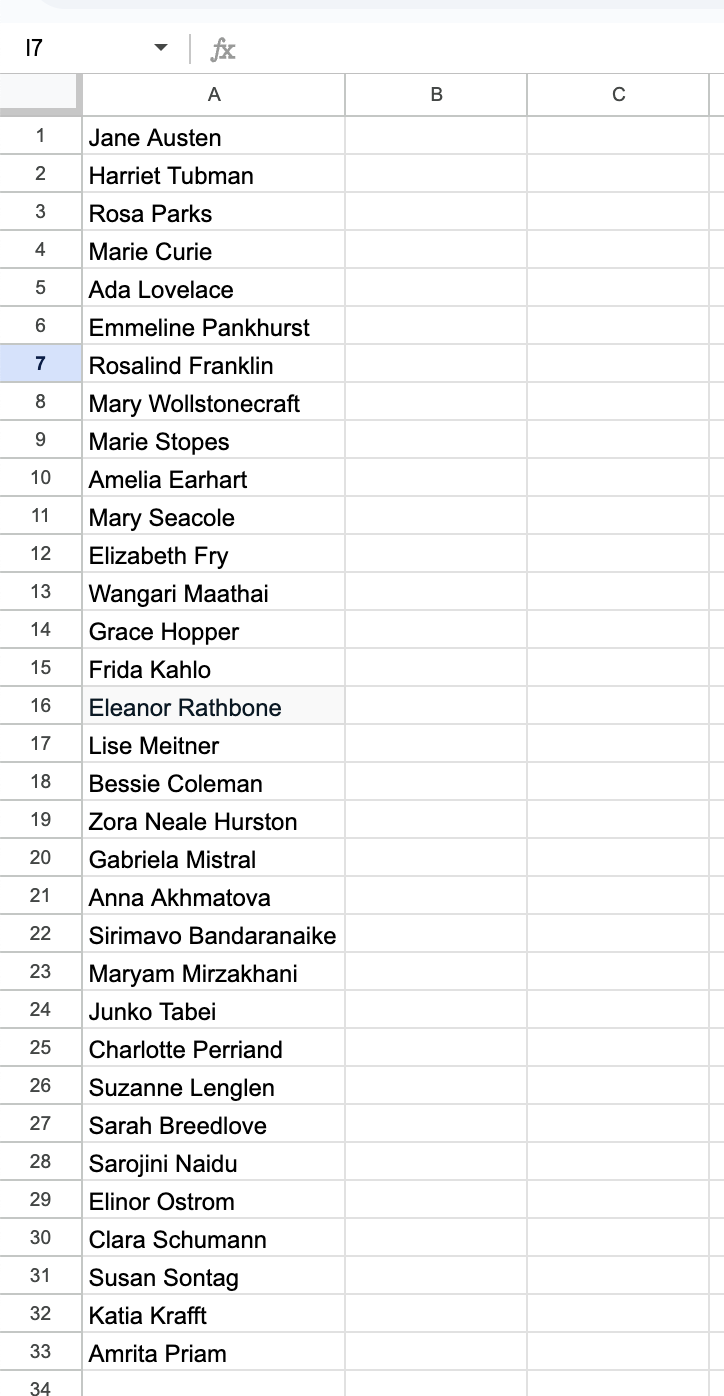 I7 fx
A B C
1 Jane Austen
2 Harriet Tubman
3 Rosa Parks
4 Marie Curie
5 Ada Lovelace
6 Emmeline Pankhurst
7 Rosalind Franklin
8 Mary Wollstonecraft
9 Marie Stopes
10 Amelia Earhart
11 Mary Seacole
12 Elizabeth Fry
13 Wangari Maathai
14 Grace Hopper
15 Frida Kahlo
16 Eleanor Rathbone
17 Lise Meitner
18 Bessie Coleman
19 Zora Neale Hurston
20 Gabriela Mistral
21 Anna Akhmatova
22 Sirimavo Bandaranaike
23 Maryam Mirzakhani
24 Junko Tabei
25 Charlotte Perriand
26 Suzanne Lenglen
27 Sarah Breedlove
28 Sarojini Naidu
29 Elinor Ostrom
30 Clara Schumann
31 Susan Sontag
32 Katia Krafft
33 Amrita Priam
34